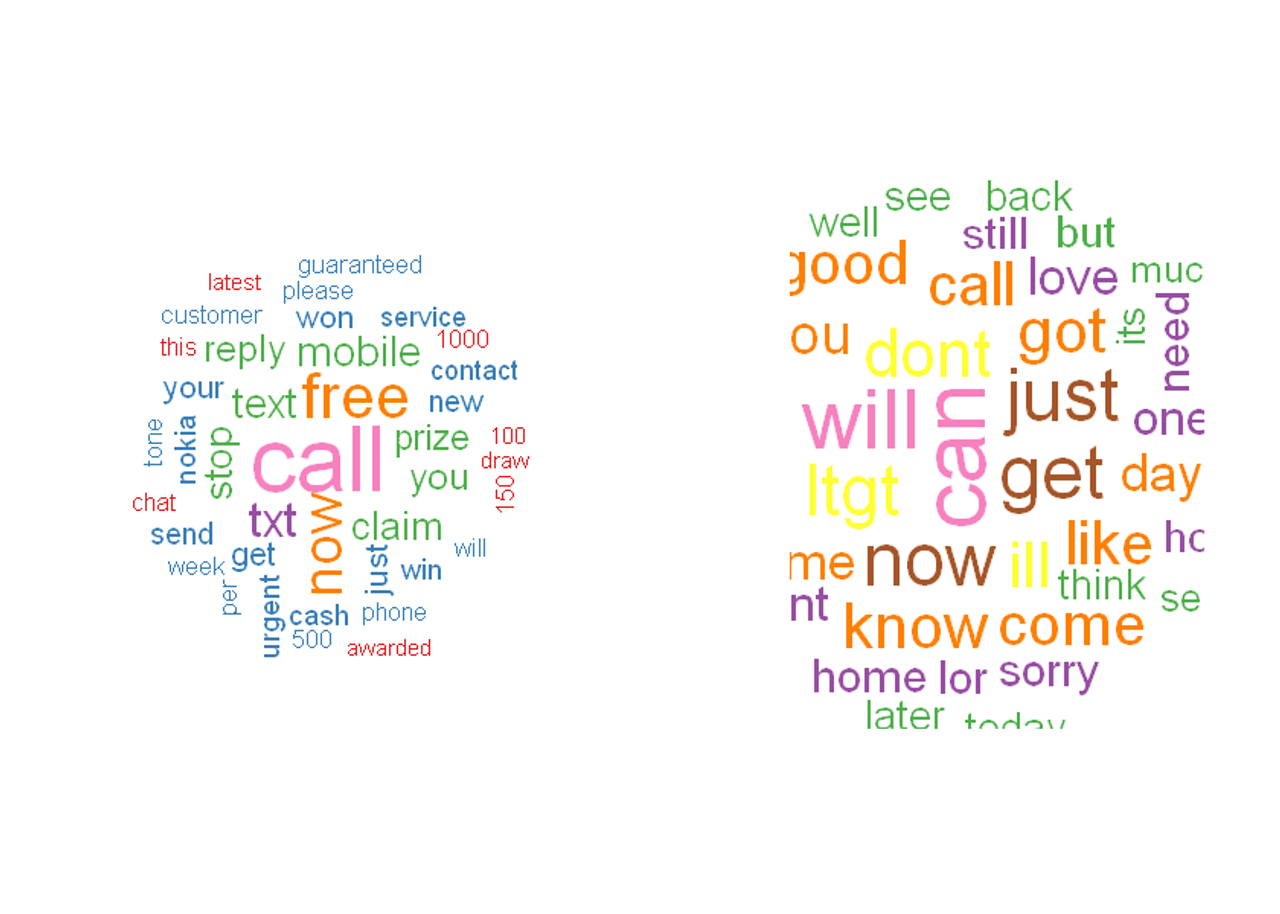 guaranteed
latest
please
customer won service
this reply mobile 1000
contact
your text free new
tone nokia stop call prize 100
you draw
150
chat txt now claim
send get just will
week win
per urgent cash phone
500 awarded
see back
well still but
good call love muc
ou dont got its need
will can just one
ltgt get day
me now ill like hc
nt think se
know come
home lor sorry
later today